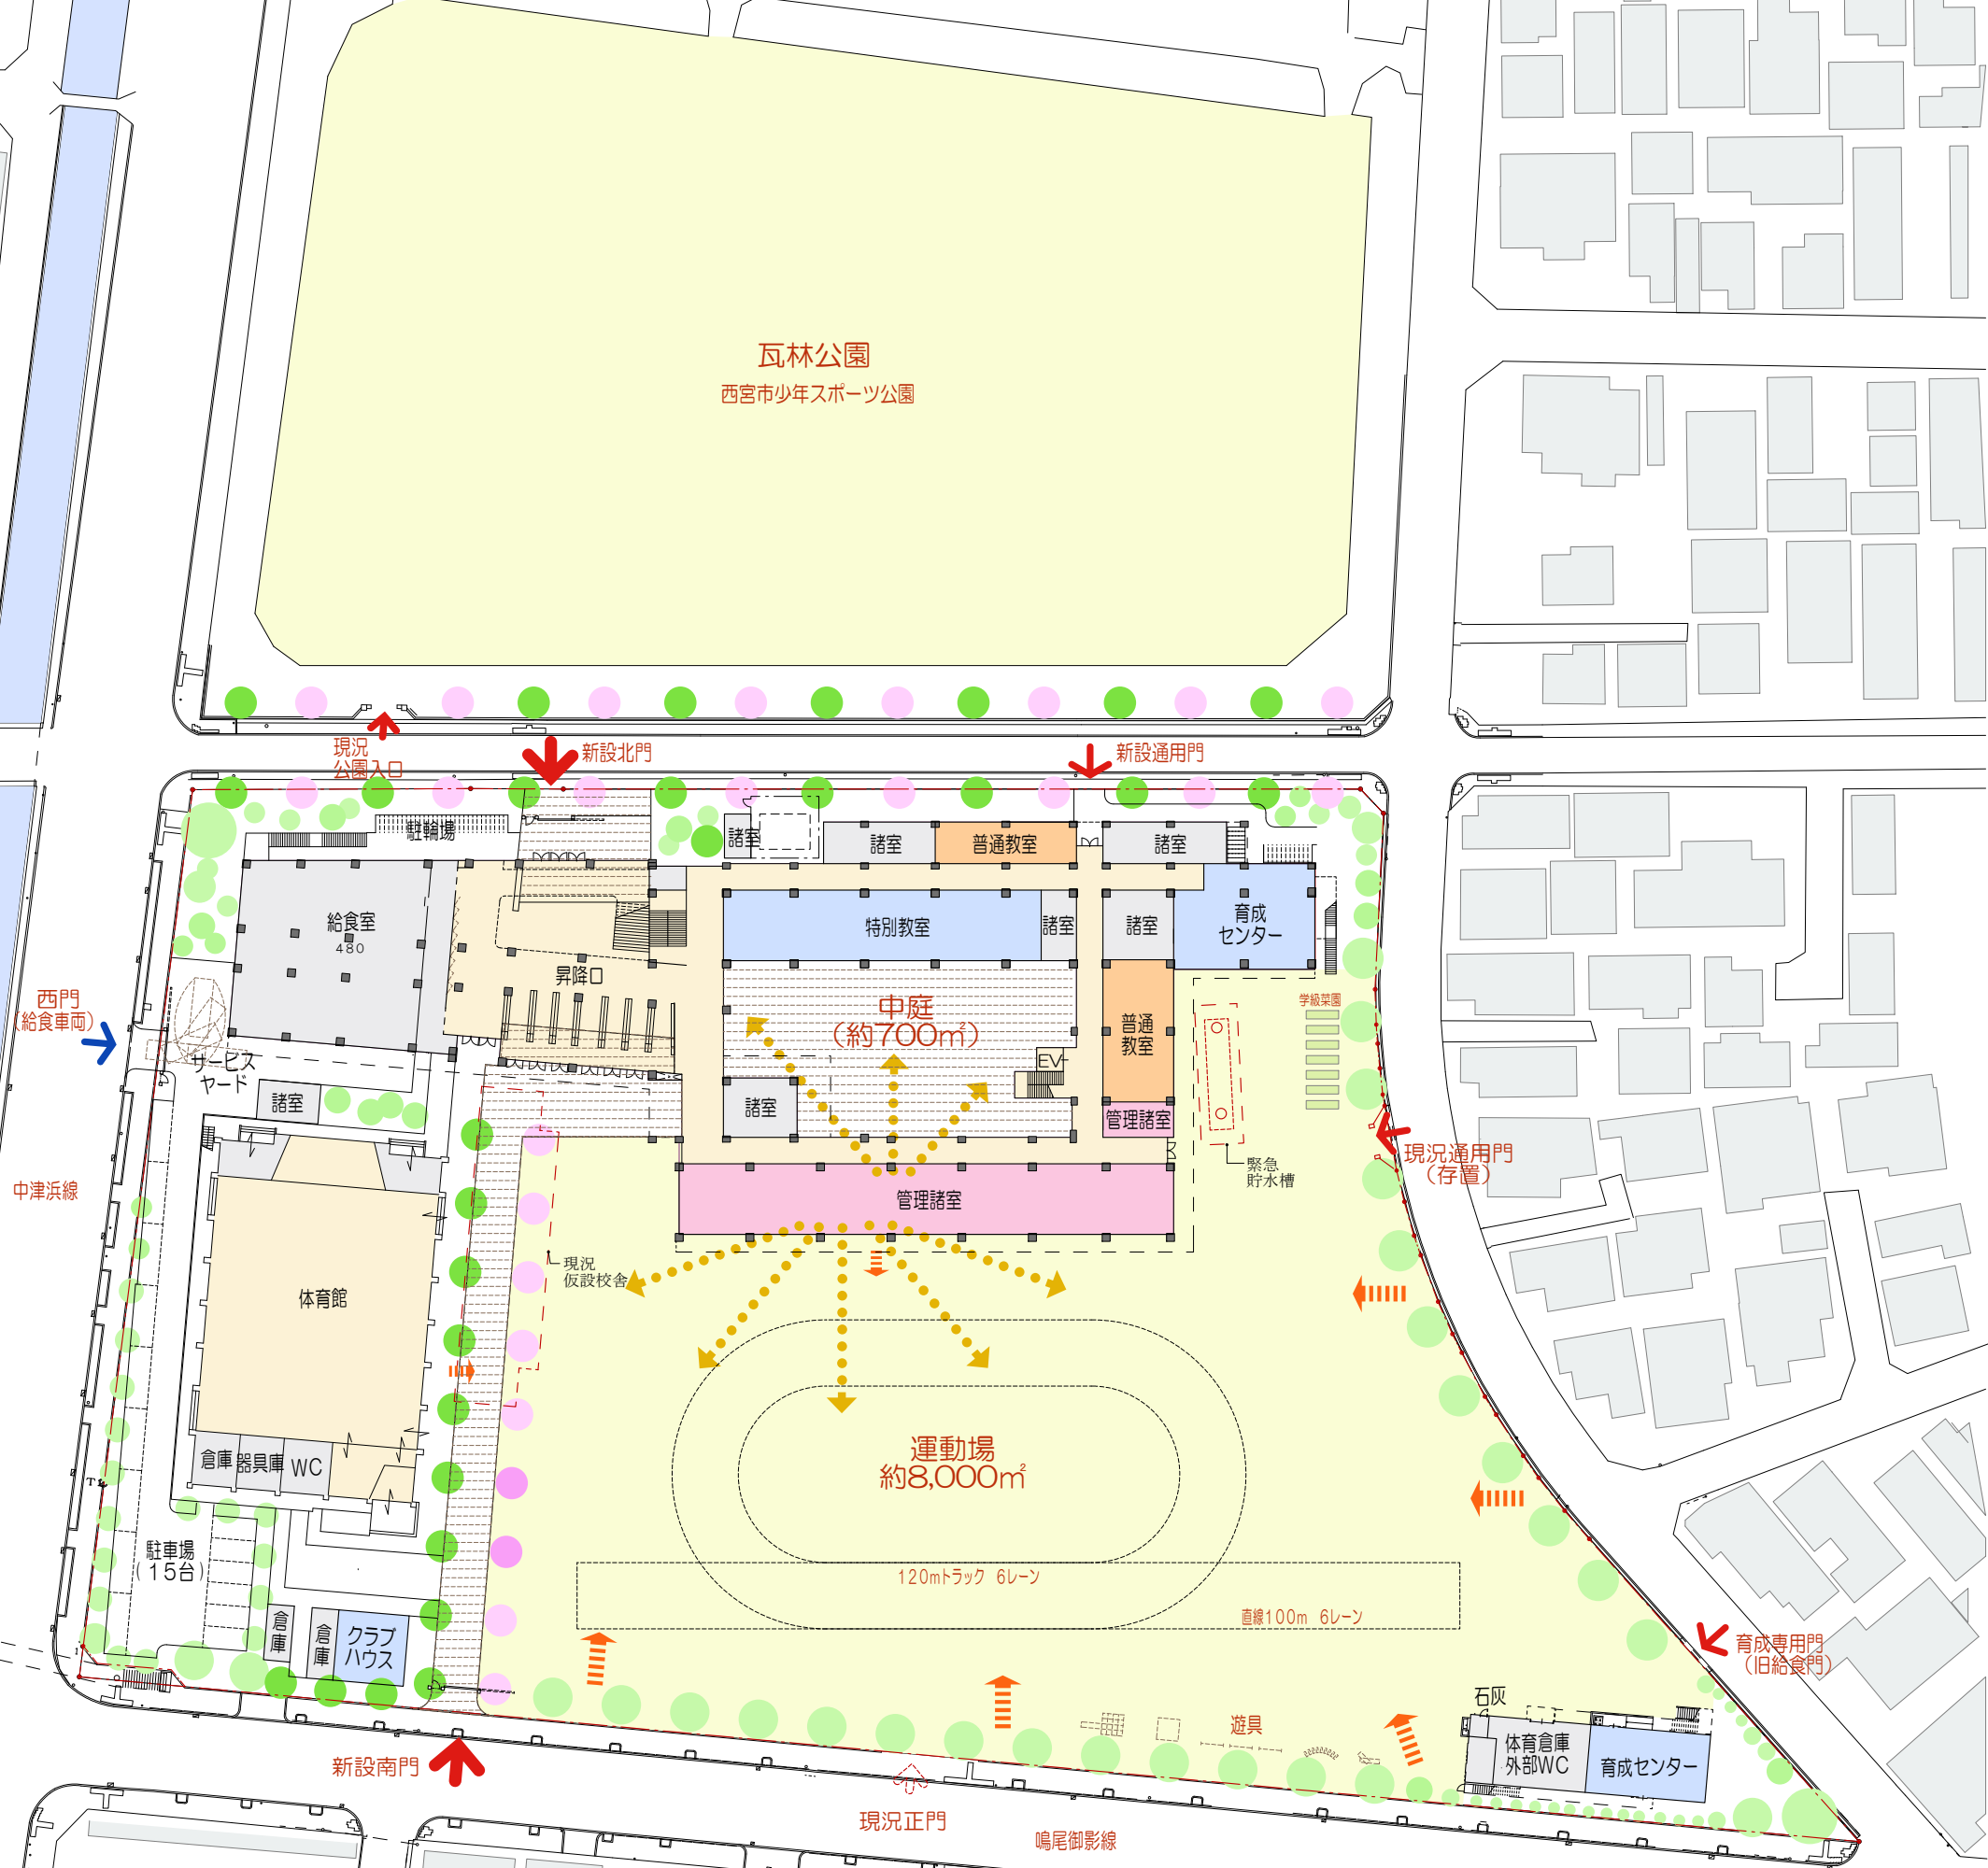 瓦林公園
西宮市少年スポーツ公園
現況
公園入口
新設北門
新設通用門
駐輪場
諸室
諸室
普通教室
諸室
給食室
480
特別教室
諸室
諸室
育成
センター
昇降口
西門
(給食車両)
中庭
(約700㎡)
学級菜園
普通
教室
EV
サービス
ヤード
諸室
諸室
管理諸室
現況通用門
(存置)
緊急
貯水槽
中津浜線
管理諸室
現況
仮設校舎
体育館
運動場
約8,000㎡
倉庫
器具庫
WC
駐車場
(15台)
120mトラック 6レーン
直線100m 6レーン
倉庫
倉庫
クラブ
ハウス
育成専用門
(旧給食門)
石灰
遊具
体育倉庫
外部WC
育成センター
新設南門
現況正門
鳴尾御影線